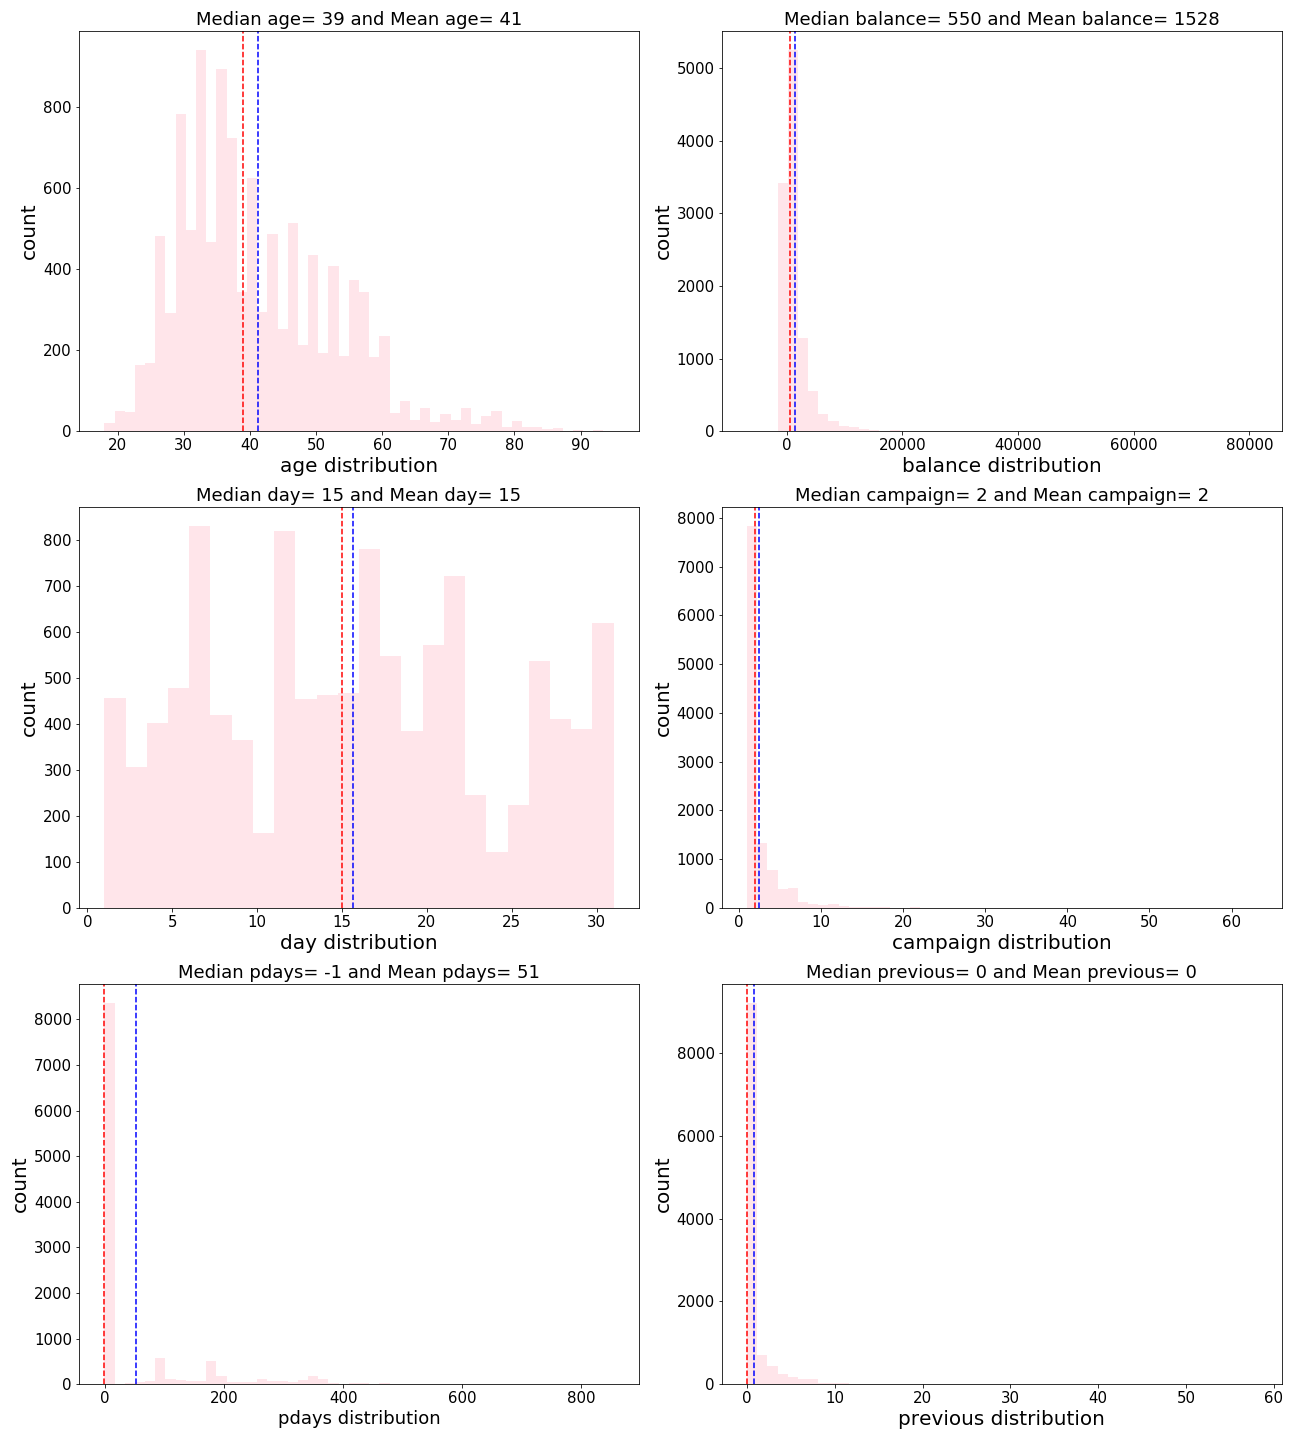 Median age= 39 and Mean age= 41
800
600
400
200
0
count
20 30 40 50 60 70 80 90
age distribution
Median balance= 550 and Mean balance= 1528
5000
4000
3000
2000
1000
0
count
0 20000 40000 60000 80000
balance distribution
Median day= 15 and Mean day= 15
800
700
600
500
400
300
200
100
0
count
0 5 10 15 20 25 30
day distribution
Median campaign= 2 and Mean campaign= 2
8000
7000
6000
5000
4000
3000
2000
1000
0
count
0 10 20 30 40 50 60
campaign distribution
Median pdays= -1 and Mean pdays= 51
8000
7000
6000
5000
4000
3000
2000
1000
0
count
0 200 400 600 800
pdays distribution
Median previous= 0 and Mean previous= 0
8000
6000
4000
2000
0
count
0 10 20 30 40 50 60
previous distribution